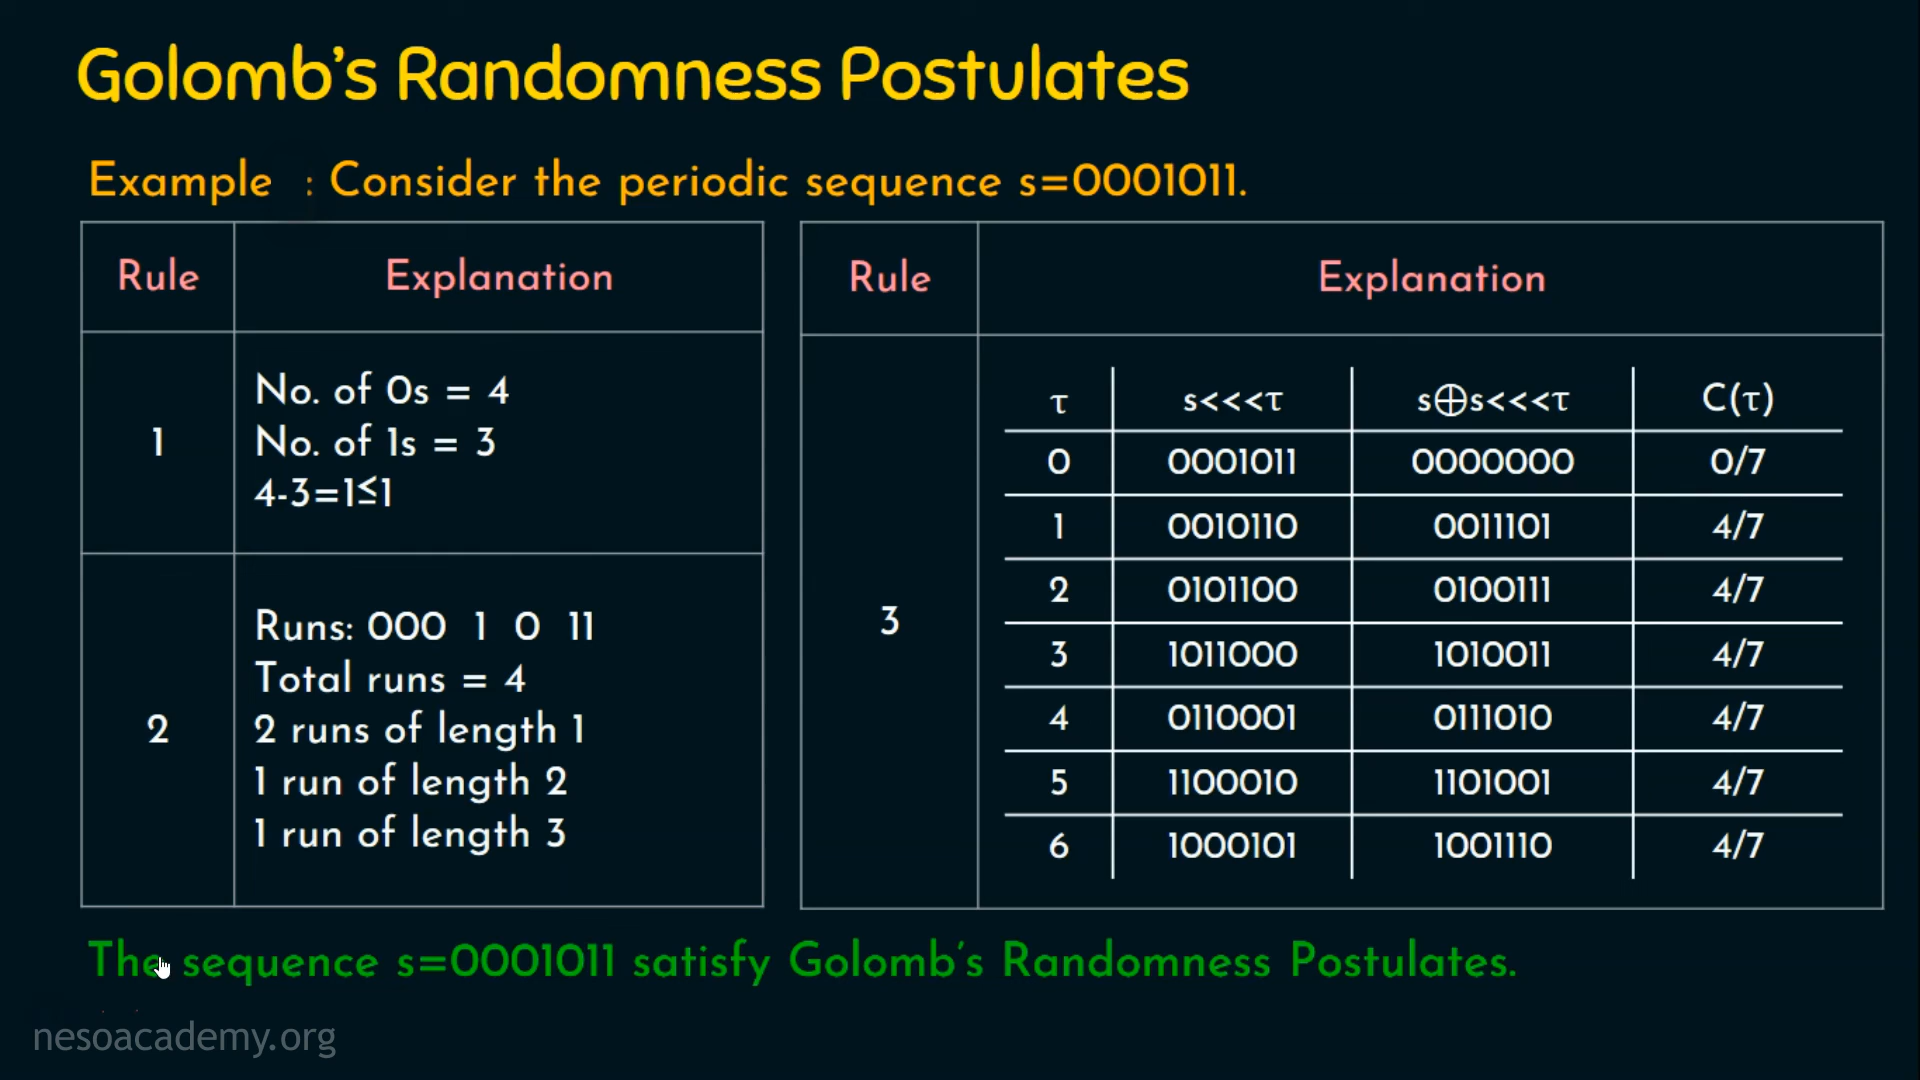 Golomb's Randomness Postulates
Example : Consider the periodic sequence s=0001011.
Rule Explanation
1
No. of 0s = 4
No. of 1s = 3
4-3=1≤1
2
Runs: 000 1 0 11
Total runs = 4
2 runs of length 1
1 run of length 2
1 run of length 3
Rule Explanation
3
τ s<<<τ s⊕s<<<τ C(τ)
0 0001011 0000000 0/7
1 0010110 0011101 4/7
2 0101100 0100111 4/7
3 1011000 1010011 4/7
4 0110001 0111010 4/7
5 1100010 1101001 4/7
6 1000101 1001110 4/7
The sequence s=0001011 satisfy Golomb's Randomness Postulates.
nesoacademy.org